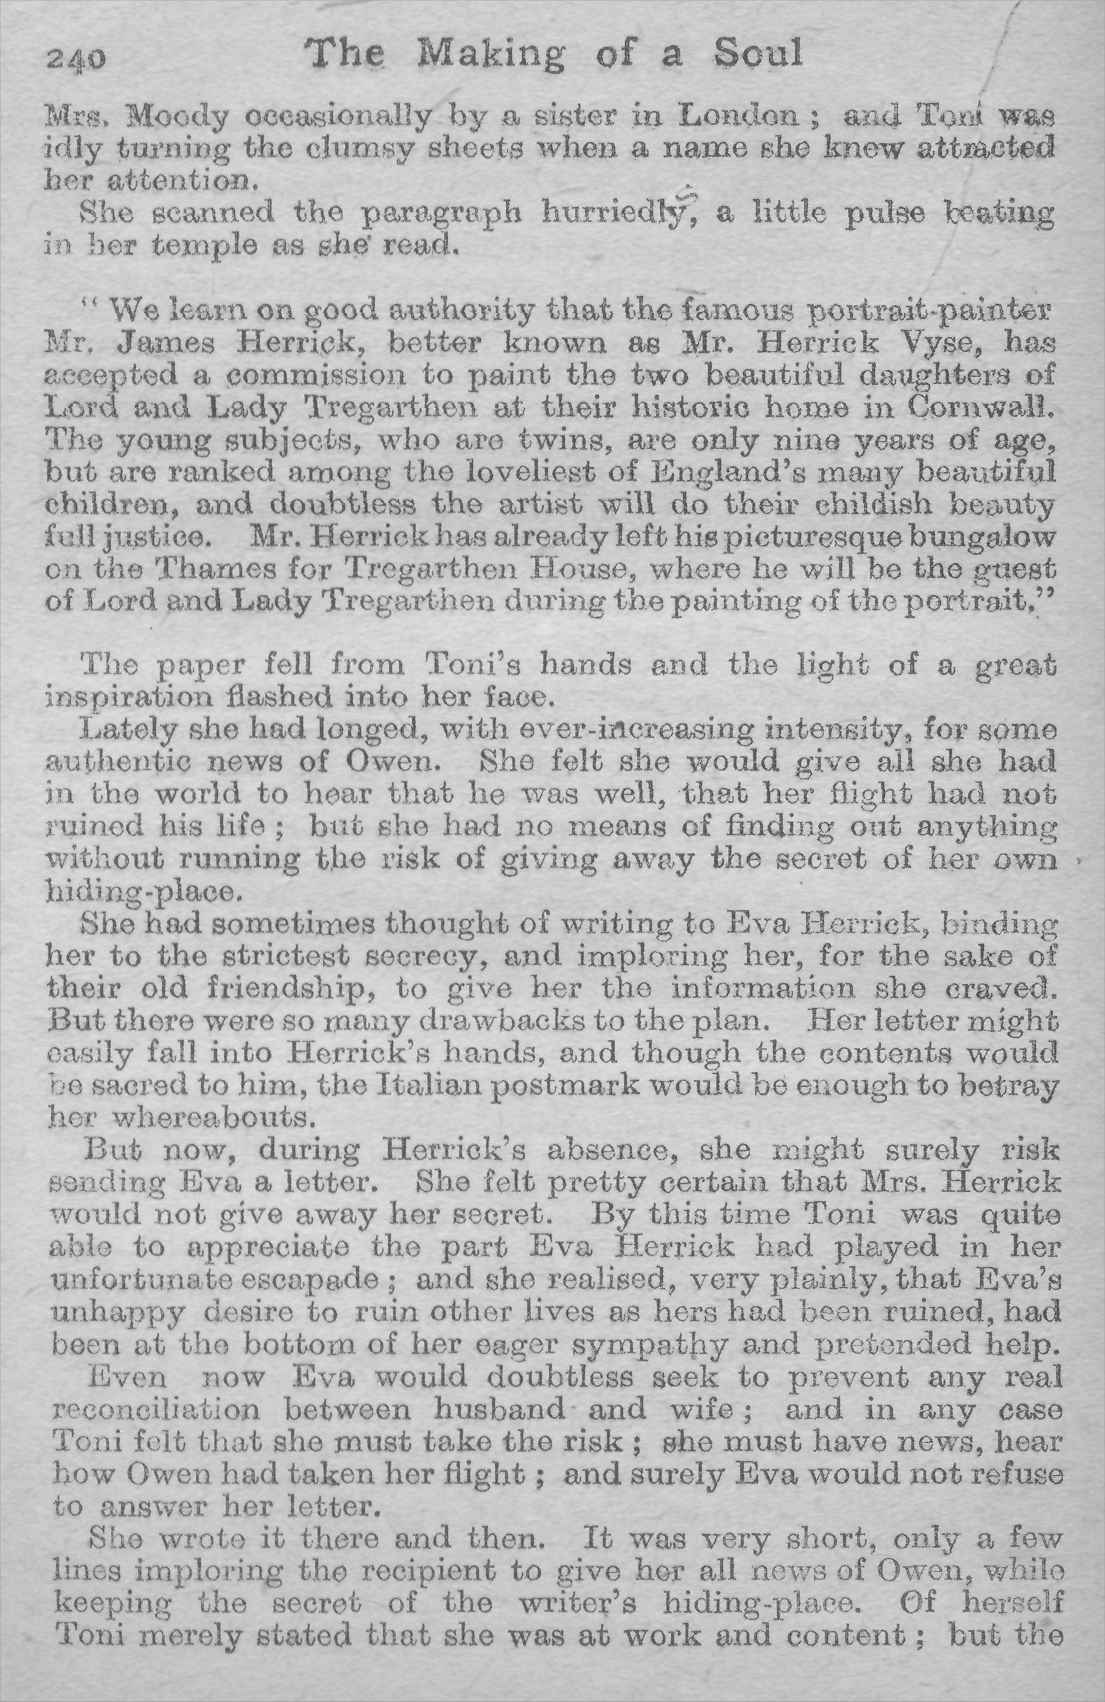 240 The Making of a Soul
Mrs. Moody occasionally by a sister in London ; and Toni was
idly turning the clumsy sheets when a name she knew attracted
her attention.
She scanned the paragraph hurriedly, a little pulse beating
in her temple as she read.
“ We learn on good authority that the famous portrait-painter
Mr. James Herrick, better known as Mr. Herrick Vyse, has
accepted a commission to paint the two beautiful daughters of
Lord and Lady Tregarthen at their historic home in Cornwall.
The young subjects, who are twins, are only nine years of age,
but are ranked among the loveliest of England’s many beautiful
children, and doubtless the artist will do their childish beauty
full justice. Mr. Herrick has already left his picturesque bungalow
on the Thames for Tregarthen House, where he will be the guest
of Lord and Lady Tregarthen during the painting of the portrait.”
The paper fell from Toni’s hands and the light of a great
inspiration flashed into her face.
Lately she had longed, with ever-increasing intensity, for some
authentic news of Owen. She felt she would give all she had
in the world to hear that he was well, that her flight had not
ruined his life ; but she had no means of finding out anything
without running the risk of giving away the secret of her own
hiding-place.
She had sometimes thought of writing to Eva Herrick, binding
her to the strictest secrecy, and imploring her, for the sake of
their old friendship, to give her the information she craved.
But there were so many drawbacks to the plan. Her letter might
easily fall into Herrick’s hands, and though the contents would
be sacred to him, the Italian postmark would be enough to betray
her whereabouts.
But now, during Herrick’s absence, she might surely risk
sending Eva a letter. She felt pretty certain that Mrs. Herrick
would not give away her secret. By this time Toni was quite
able to appreciate the part Eva Herrick had played in her
unfortunate escapade ; and she realised, very plainly, that Eva’s
unhappy desire to ruin other lives as hers had been ruined, had
been at the bottom of her eager sympathy and pretended help.
Even now Eva would doubtless seek to prevent any real
reconciliation between husband and wife ; and in any case
Toni felt that she must take the risk ; she must have news, hear
how Owen had taken her flight ; and surely Eva would not refuse
to answer her letter.
She wrote it there and then. It was very short, only a few
lines imploring the recipient to give her all news of Owen, while
keeping the secret of the writer’s hiding-place. Of herself
Toni merely stated that she was at work and content ; but the